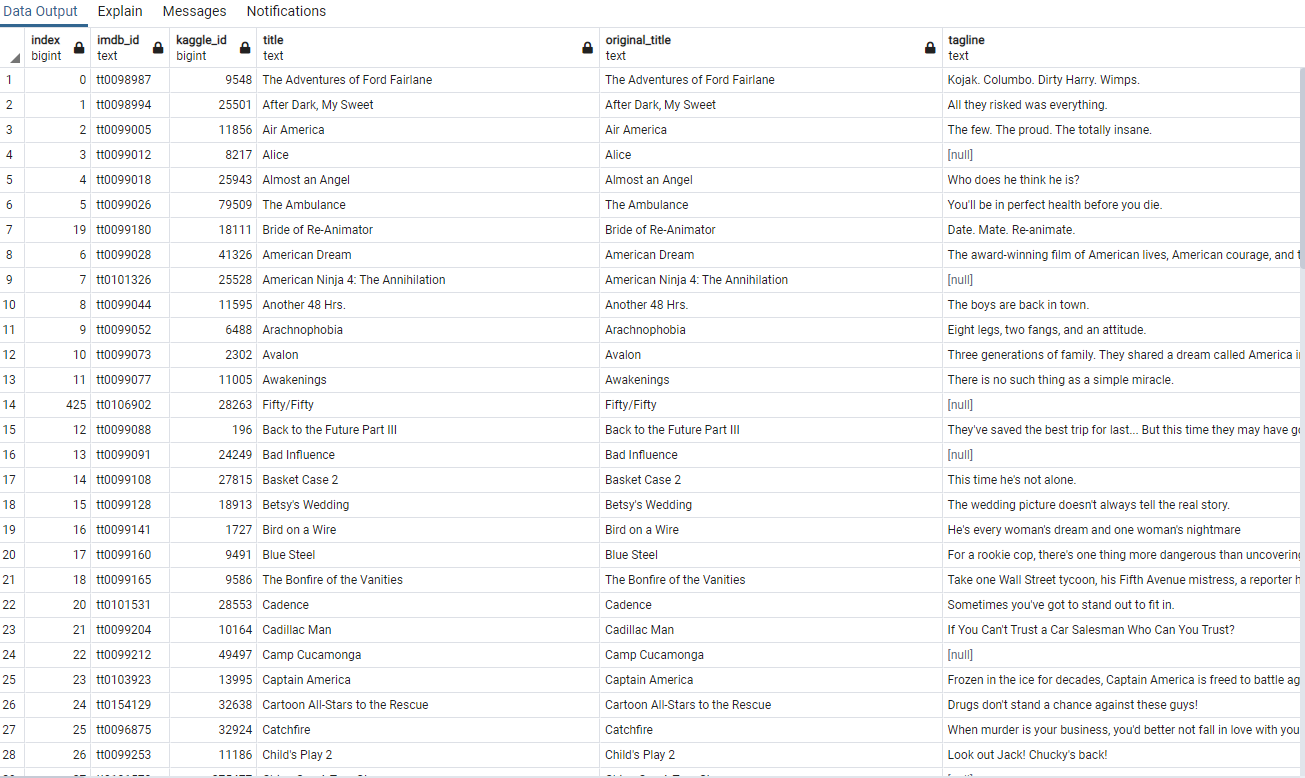 Data Output Explain Messages Notifications
index imdb_id kaggle_id title original_title tagline
bigint text bigint text text text
1 0 tt0098987 9548 The Adventures of Ford Fairlane The Adventures of Ford Fairlane Kojak. Columbo. Dirty Harry. Wimps.
2 1 tt0098994 25501 After Dark, My Sweet After Dark, My Sweet All they risked was everything.
3 2 tt0099005 11856 Air America Air America The few. The proud. The totally insane.
4 3 tt0099012 8217 Alice Alice [null]
5 4 tt0099018 25943 Almost an Angel Almost an Angel Who does he think he is?
6 5 tt0099026 79509 The Ambulance The Ambulance You'll be in perfect health before you die.
7 19 tt0099180 18111 Bride of Re-Animator Bride of Re-Animator Date. Mate. Re-animate.
8 6 tt0099028 41326 American Dream American Dream The award-winning film of American lives, American courage, and t
9 7 tt0101326 25528 American Ninja 4: The Annihilation American Ninja 4: The Annihilation [null]
10 8 tt0099044 11595 Another 48 Hrs. Another 48 Hrs. The boys are back in town.
11 9 tt0099052 6488 Arachnophobia Arachnophobia Eight legs, two fangs, and an attitude.
12 10 tt0099073 2302 Avalon Avalon Three generations of family. They shared a dream called America i
13 11 tt0099077 11005 Awakenings Awakenings There is no such thing as a simple miracle.
14 425 tt0106902 28263 Fifty/Fifty Fifty/Fifty [null]
15 12 tt0099088 196 Back to the Future Part III Back to the Future Part III They've saved the best trip for last... But this time they may have go
16 13 tt0099091 24249 Bad Influence Bad Influence [null]
17 14 tt0099108 27815 Basket Case 2 Basket Case 2 This time he's not alone.
18 15 tt0099128 18913 Betsy's Wedding Betsy's Wedding The wedding picture doesn't always tell the real story.
19 16 tt0099141 1727 Bird on a Wire Bird on a Wire He's every woman's dream and one woman's nightmare
20 17 tt0099160 9491 Blue Steel Blue Steel For a rookie cop, there's one thing more dangerous than uncovering
21 18 tt0099165 9586 The Bonfire of the Vanities The Bonfire of the Vanities Take one Wall Street tycoon, his Fifth Avenue mistress, a reporter h
22 20 tt0101531 28553 Cadence Cadence Sometimes you've got to stand out to fit in.
23 21 tt0099204 10164 Cadillac Man Cadillac Man If You Can't Trust a Car Salesman Who Can You Trust?
24 22 tt0099212 49497 Camp Cucamonga Camp Cucamonga [null]
25 23 tt0103923 13995 Captain America Captain America Frozen in the ice for decades, Captain America is freed to battle ag
26 24 tt0154129 32638 Cartoon All-Stars to the Rescue Cartoon All-Stars to the Rescue Drugs don't stand a chance against these guys!
27 25 tt0096875 32924 Catchfire Catchfire When murder is your business, you'd better not fall in love with you
28 26 tt0099253 11186 Child's Play 2 Child's Play 2 Look out Jack! Chucky's back!